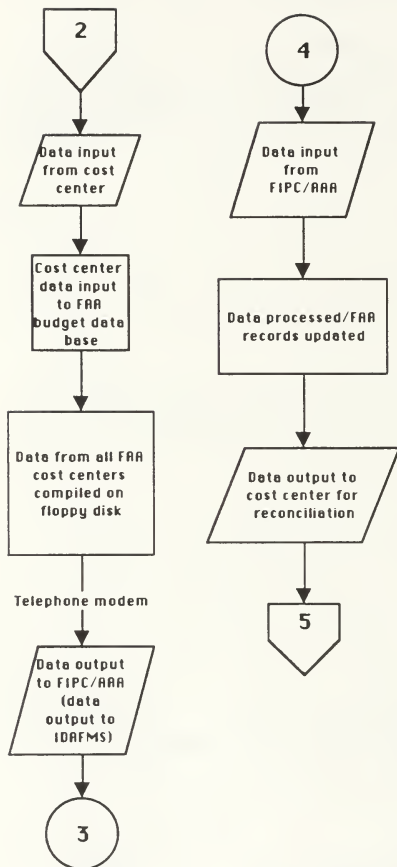 2
Data input
from cost
center
Cost center
data input
to FAA
budget data
base
Data from all FAA
cost centers
compiled on
floppy disk
Telephone modem
Data output
to FIPC/AAA
(data
output to
IDAFMS)
3
4
Data input
from
FIPC/AAA
Data processed/FAA
records updated
Data output to
cost center for
reconciliation
5